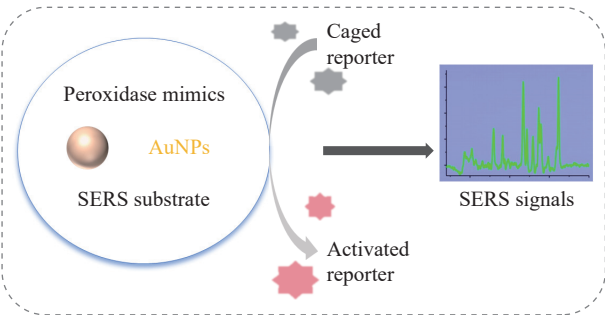 Peroxidase mimics
AuNPs
SERS substrate
Caged
reporter
Activated
reporter
SERS signals